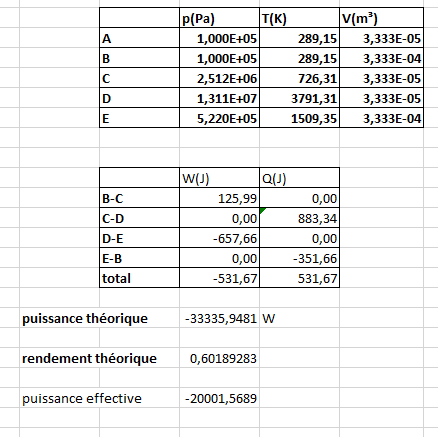 p(Pa) T(K) V(m³)
A 1,000E+05 289,15 3,333E-05
B 1,000E+05 289,15 3,333E-04
C 2,512E+06 726,31 3,333E-05
D 1,311E+07 3791,31 3,333E-05
E 5,220E+05 1509,35 3,333E-04
W(J) Q(J)
B-C 125,99 0,00
C-D 0,00 883,34
D-E -657,66 0,00
E-B 0,00 -351,66
total -531,67 531,67
puissance théorique -33335,9481 W
rendement théorique 0,60189283
puissance effective -20001,5689